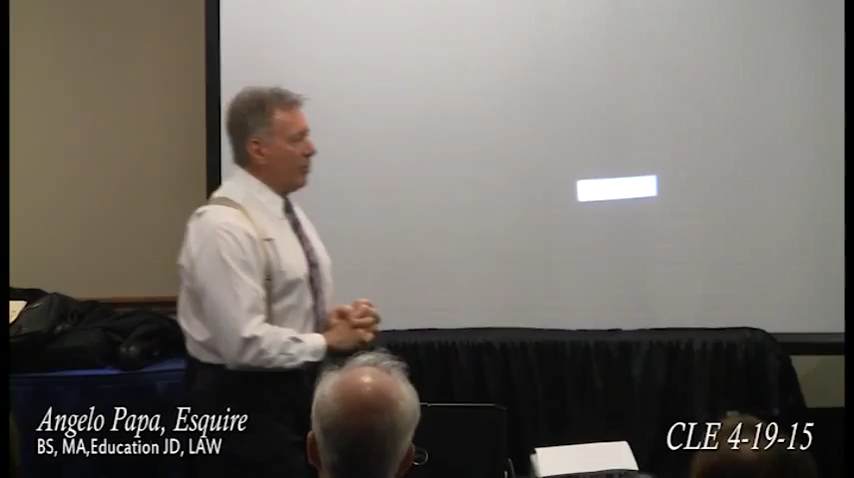 Angelo Papa, Esquire
BS, MA,Education JD, LAW
CLE 4-19-15